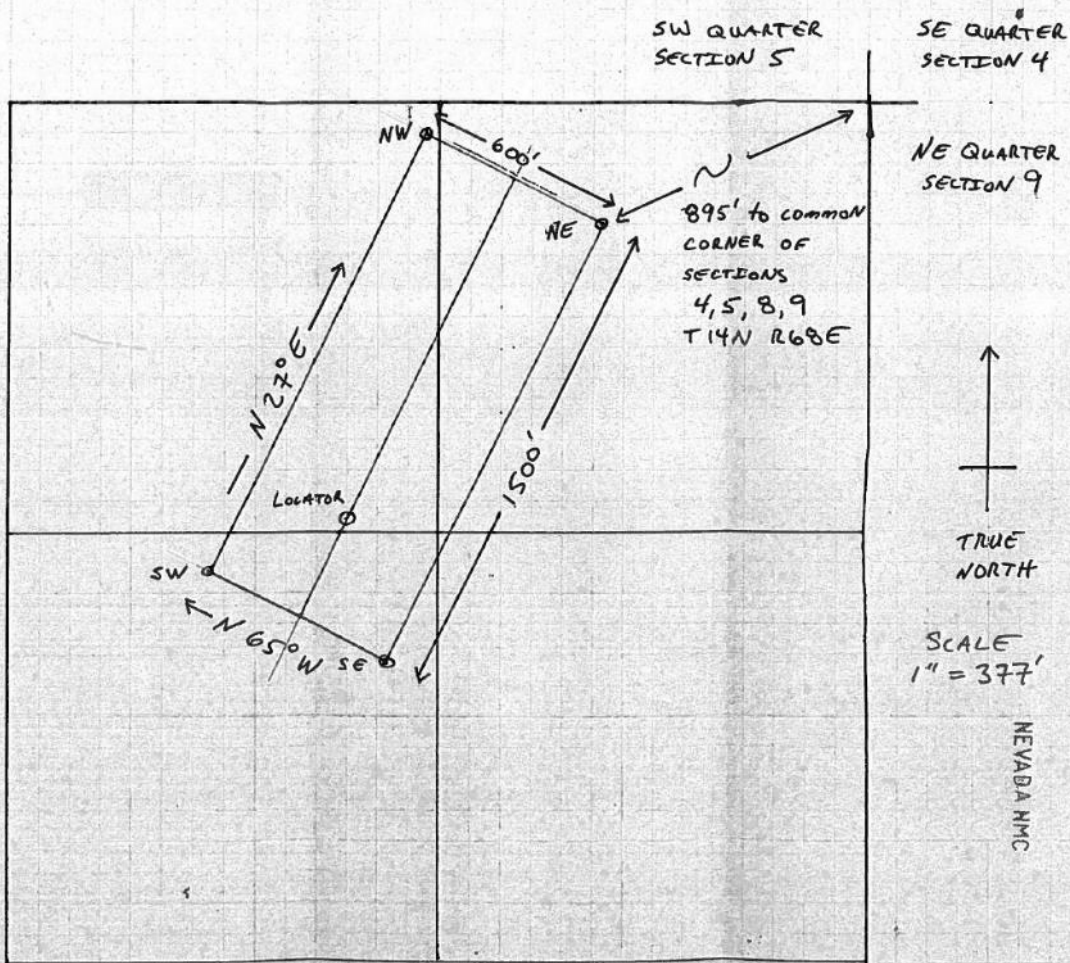 SW QUARTER
SECTION 5
SE QUARTER
SECTION 4
NW
600'
NE
NE QUARTER
SECTION 9
895' to common
CORNER OF
SECTIONS
4, 5, 8, 9
T14N R68E
N 27° E
1500'
LOCATOR
SW
N 65° W
SE
TRUE
NORTH
SCALE
1" = 377'
NEVADA NMC